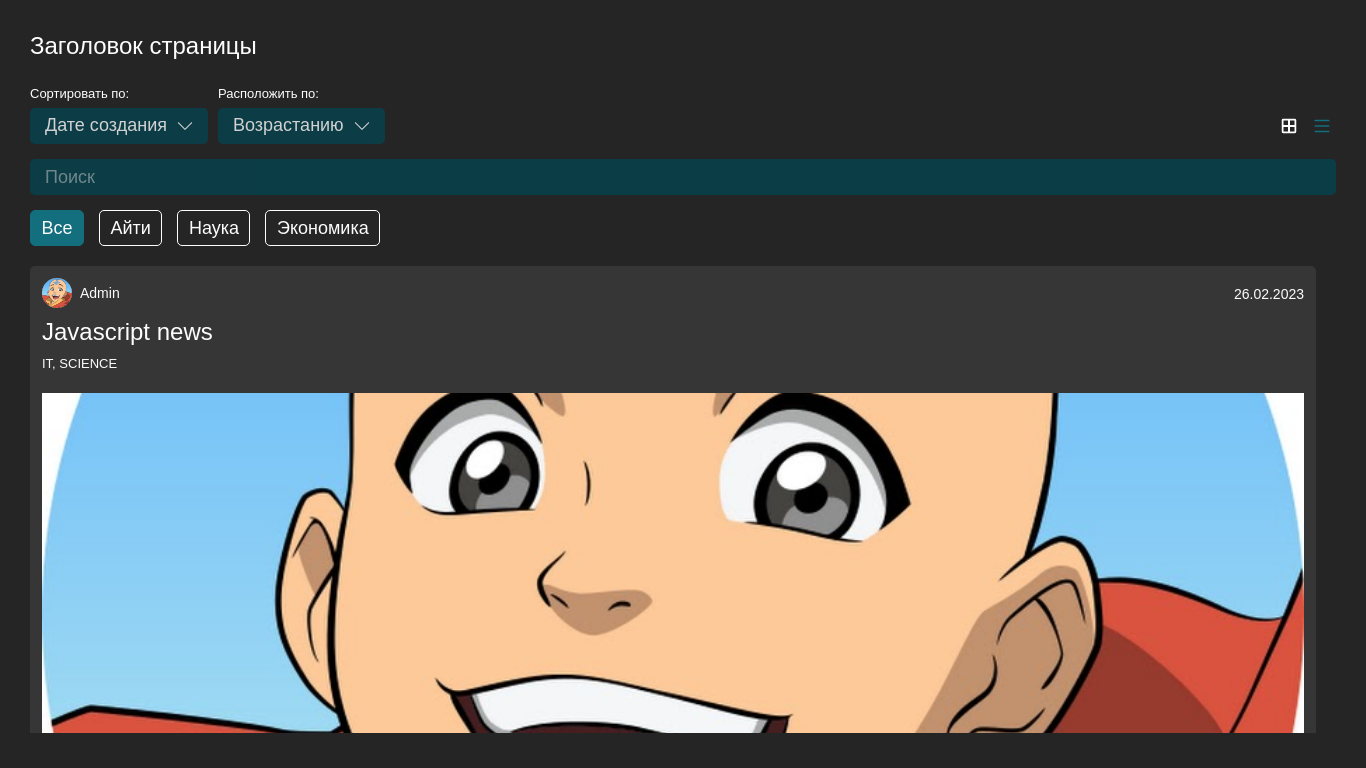 Заголовок страницы
Сортировать по: Расположить по:
Дате создания Возрастанию
Поиск
Все Айти Наука Экономика
Admin 26.02.2023
Javascript news
IT, SCIENCE